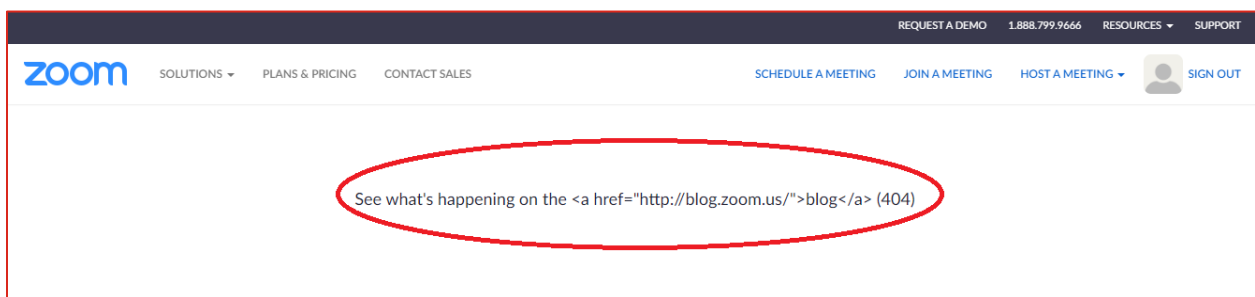 REQUEST A DEMO 1.888.799.9666 RESOURCES SUPPORT
zoom SOLUTIONS PLANS & PRICING CONTACT SALES SCHEDULE A MEETING JOIN A MEETING HOST A MEETING SIGN OUT
See what's happening on the <a href="http://blog.zoom.us/">blog</a> (404)